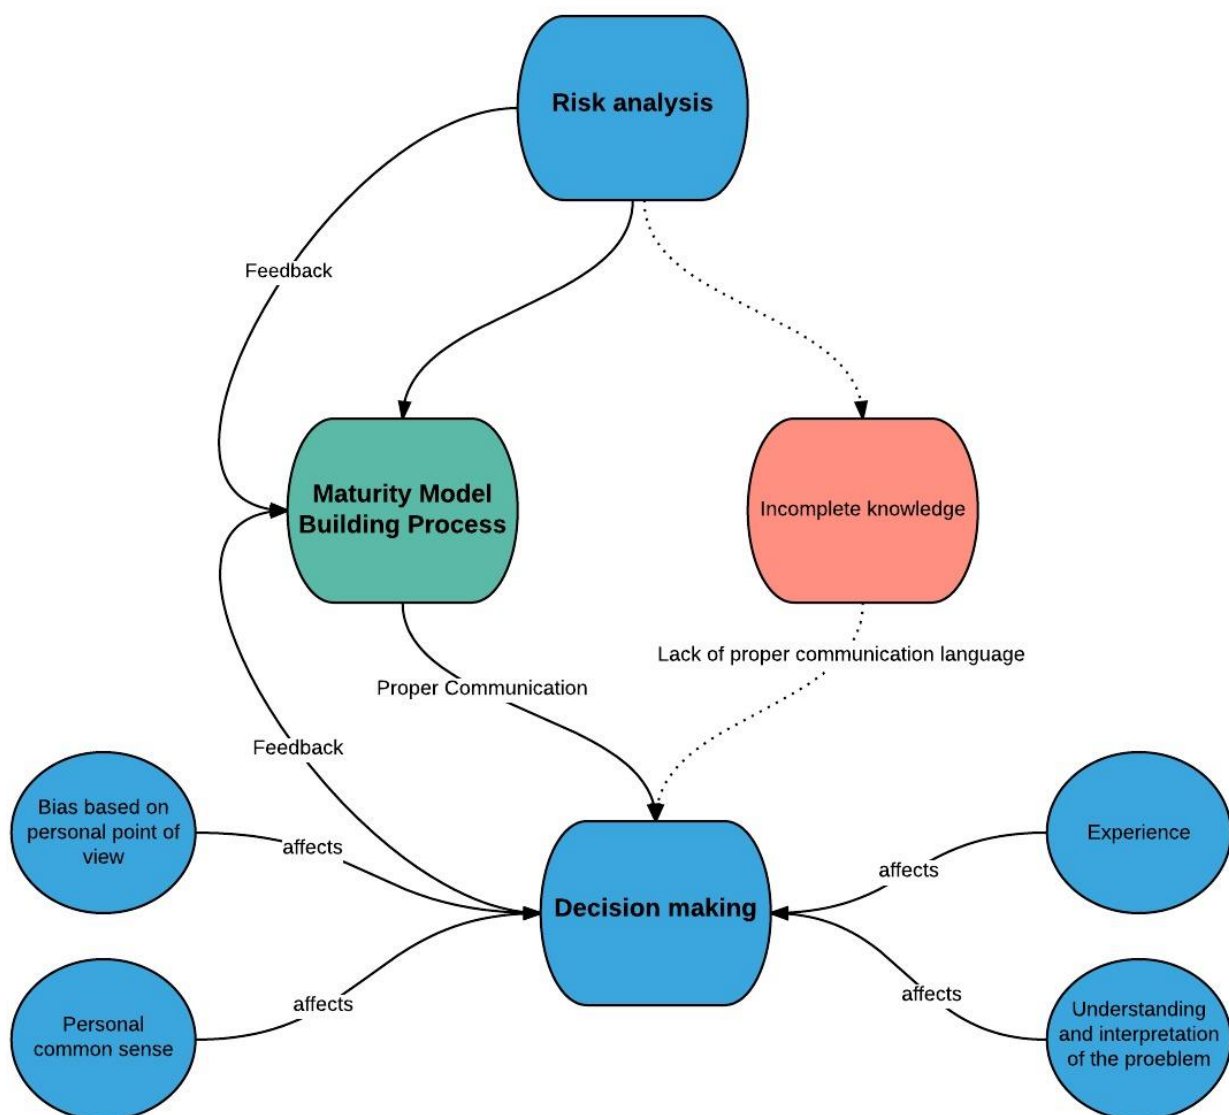 Risk analysis
Feedback
Maturity Model
Building Process
Incomplete knowledge
Lack of proper communication language
Proper Communication
Feedback
Bias based on
personal point of
view
affects
Decision making
affects
Experience
Personal
common sense
affects
affects
Understanding
and interpretation
of the proeblem